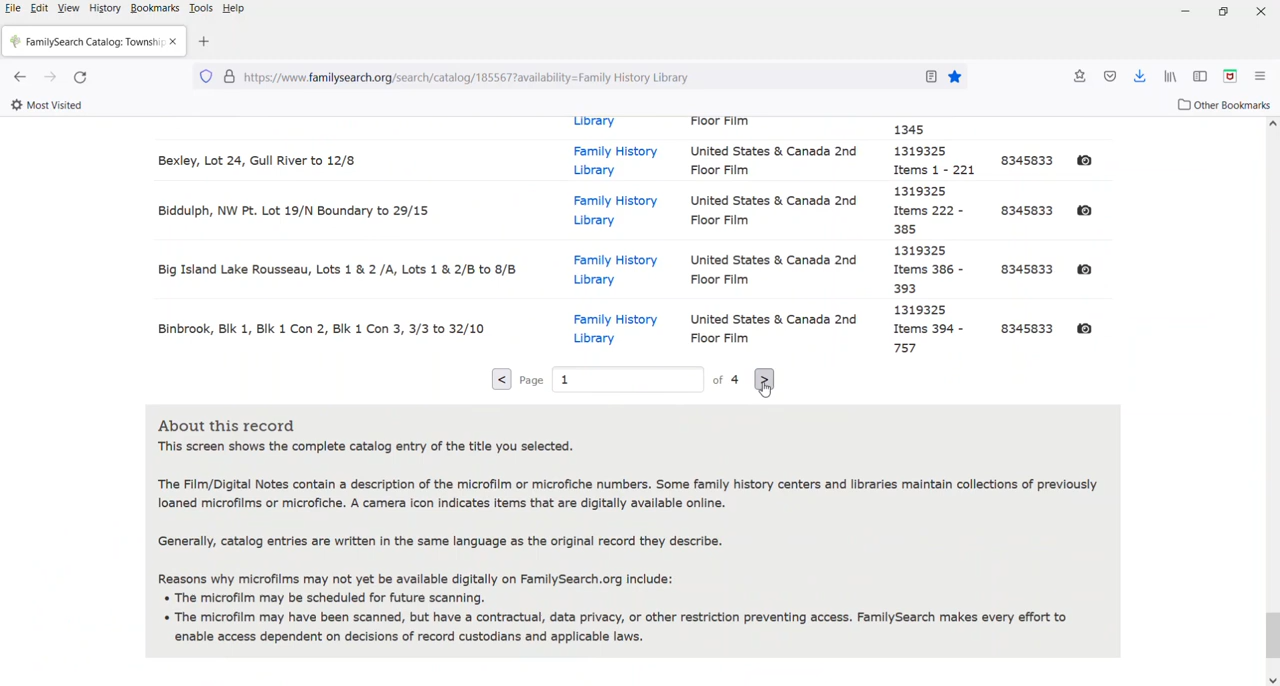 File Edit View History Bookmarks Tools Help
FamilySearch Catalog: Township
https://www.familysearch.org/search/catalog/185567?availability=Family History Library
Most Visited
Other Bookmarks
Library Floor Film
1345
Bexley, Lot 24, Gull River to 12/8 Family History Library United States & Canada 2nd Floor Film 1319325 Items 1 - 221 8345833
Biddulph, NW Pt. Lot 19/N Boundary to 29/15 Family History Library United States & Canada 2nd Floor Film 1319325 Items 222 - 385 8345833
Big Island Lake Rousseau, Lots 1 & 2 /A, Lots 1 & 2/B to 8/B Family History Library United States & Canada 2nd Floor Film 1319325 Items 386 - 393 8345833
Binbrook, Blk 1, Blk 1 Con 2, Blk 1 Con 3, 3/3 to 32/10 Family History Library United States & Canada 2nd Floor Film 1319325 Items 394 - 757 8345833
< Page 1 of 4 >
About this record
This screen shows the complete catalog entry of the title you selected.
The Film/Digital Notes contain a description of the microfilm or microfiche numbers. Some family history centers and libraries maintain collections of previously
loaned microfilms or microfiche. A camera icon indicates items that are digitally available online.
Generally, catalog entries are written in the same language as the original record they describe.
Reasons why microfilms may not yet be available digitally on FamilySearch.org include:
• The microfilm may be scheduled for future scanning.
• The microfilm may have been scanned, but have a contractual, data privacy, or other restriction preventing access. FamilySearch makes every effort to
enable access dependent on decisions of record custodians and applicable laws.